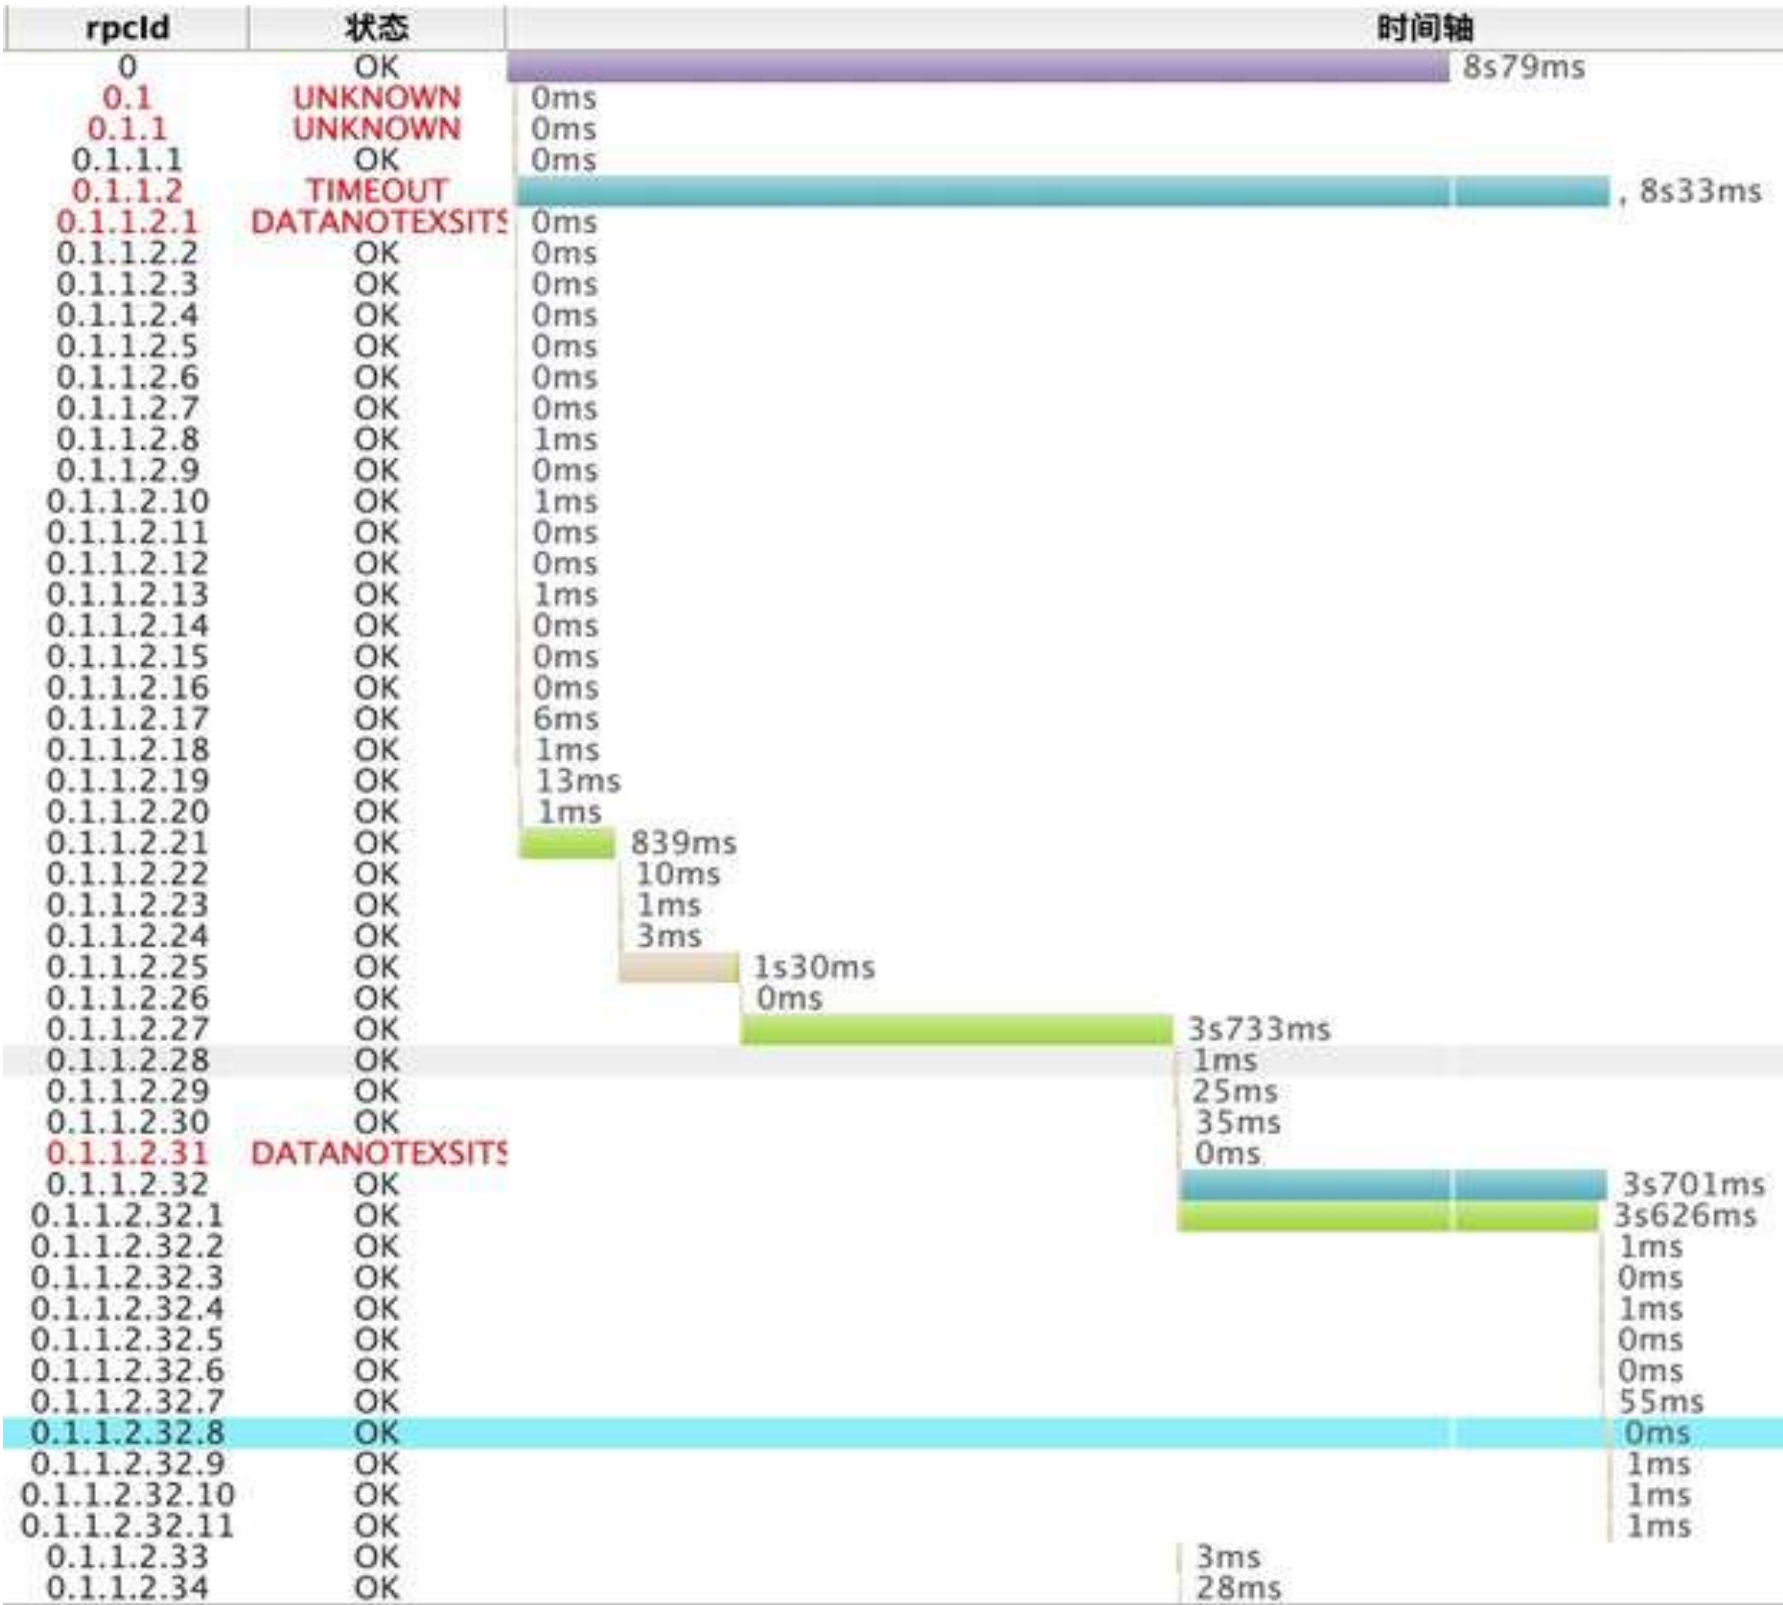 rpcId 状态 时间轴
0 OK 8s79ms
0.1 UNKNOWN 0ms
0.1.1 UNKNOWN 0ms
0.1.1.1 OK 0ms
0.1.1.2 TIMEOUT , 8s33ms
0.1.1.2.1 DATANOTEXSITS 0ms
0.1.1.2.2 OK 0ms
0.1.1.2.3 OK 0ms
0.1.1.2.4 OK 0ms
0.1.1.2.5 OK 0ms
0.1.1.2.6 OK 0ms
0.1.1.2.7 OK 0ms
0.1.1.2.8 OK 1ms
0.1.1.2.9 OK 0ms
0.1.1.2.10 OK 1ms
0.1.1.2.11 OK 0ms
0.1.1.2.12 OK 0ms
0.1.1.2.13 OK 1ms
0.1.1.2.14 OK 0ms
0.1.1.2.15 OK 0ms
0.1.1.2.16 OK 0ms
0.1.1.2.17 OK 6ms
0.1.1.2.18 OK 1ms
0.1.1.2.19 OK 13ms
0.1.1.2.20 OK 1ms
0.1.1.2.21 OK 839ms
0.1.1.2.22 OK 10ms
0.1.1.2.23 OK 1ms
0.1.1.2.24 OK 3ms
0.1.1.2.25 OK 1s30ms
0.1.1.2.26 OK 0ms
0.1.1.2.27 OK 3s733ms
0.1.1.2.28 OK 1ms
0.1.1.2.29 OK 25ms
0.1.1.2.30 OK 35ms
0.1.1.2.31 DATANOTEXSITS 0ms
0.1.1.2.32 OK 3s701ms
0.1.1.2.32.1 OK 3s626ms
0.1.1.2.32.2 OK 1ms
0.1.1.2.32.3 OK 0ms
0.1.1.2.32.4 OK 1ms
0.1.1.2.32.5 OK 0ms
0.1.1.2.32.6 OK 0ms
0.1.1.2.32.7 OK 55ms
0.1.1.2.32.8 OK 0ms
0.1.1.2.32.9 OK 1ms
0.1.1.2.32.10 OK 1ms
0.1.1.2.32.11 OK 1ms
0.1.1.2.33 OK 3ms
0.1.1.2.34 OK 28ms